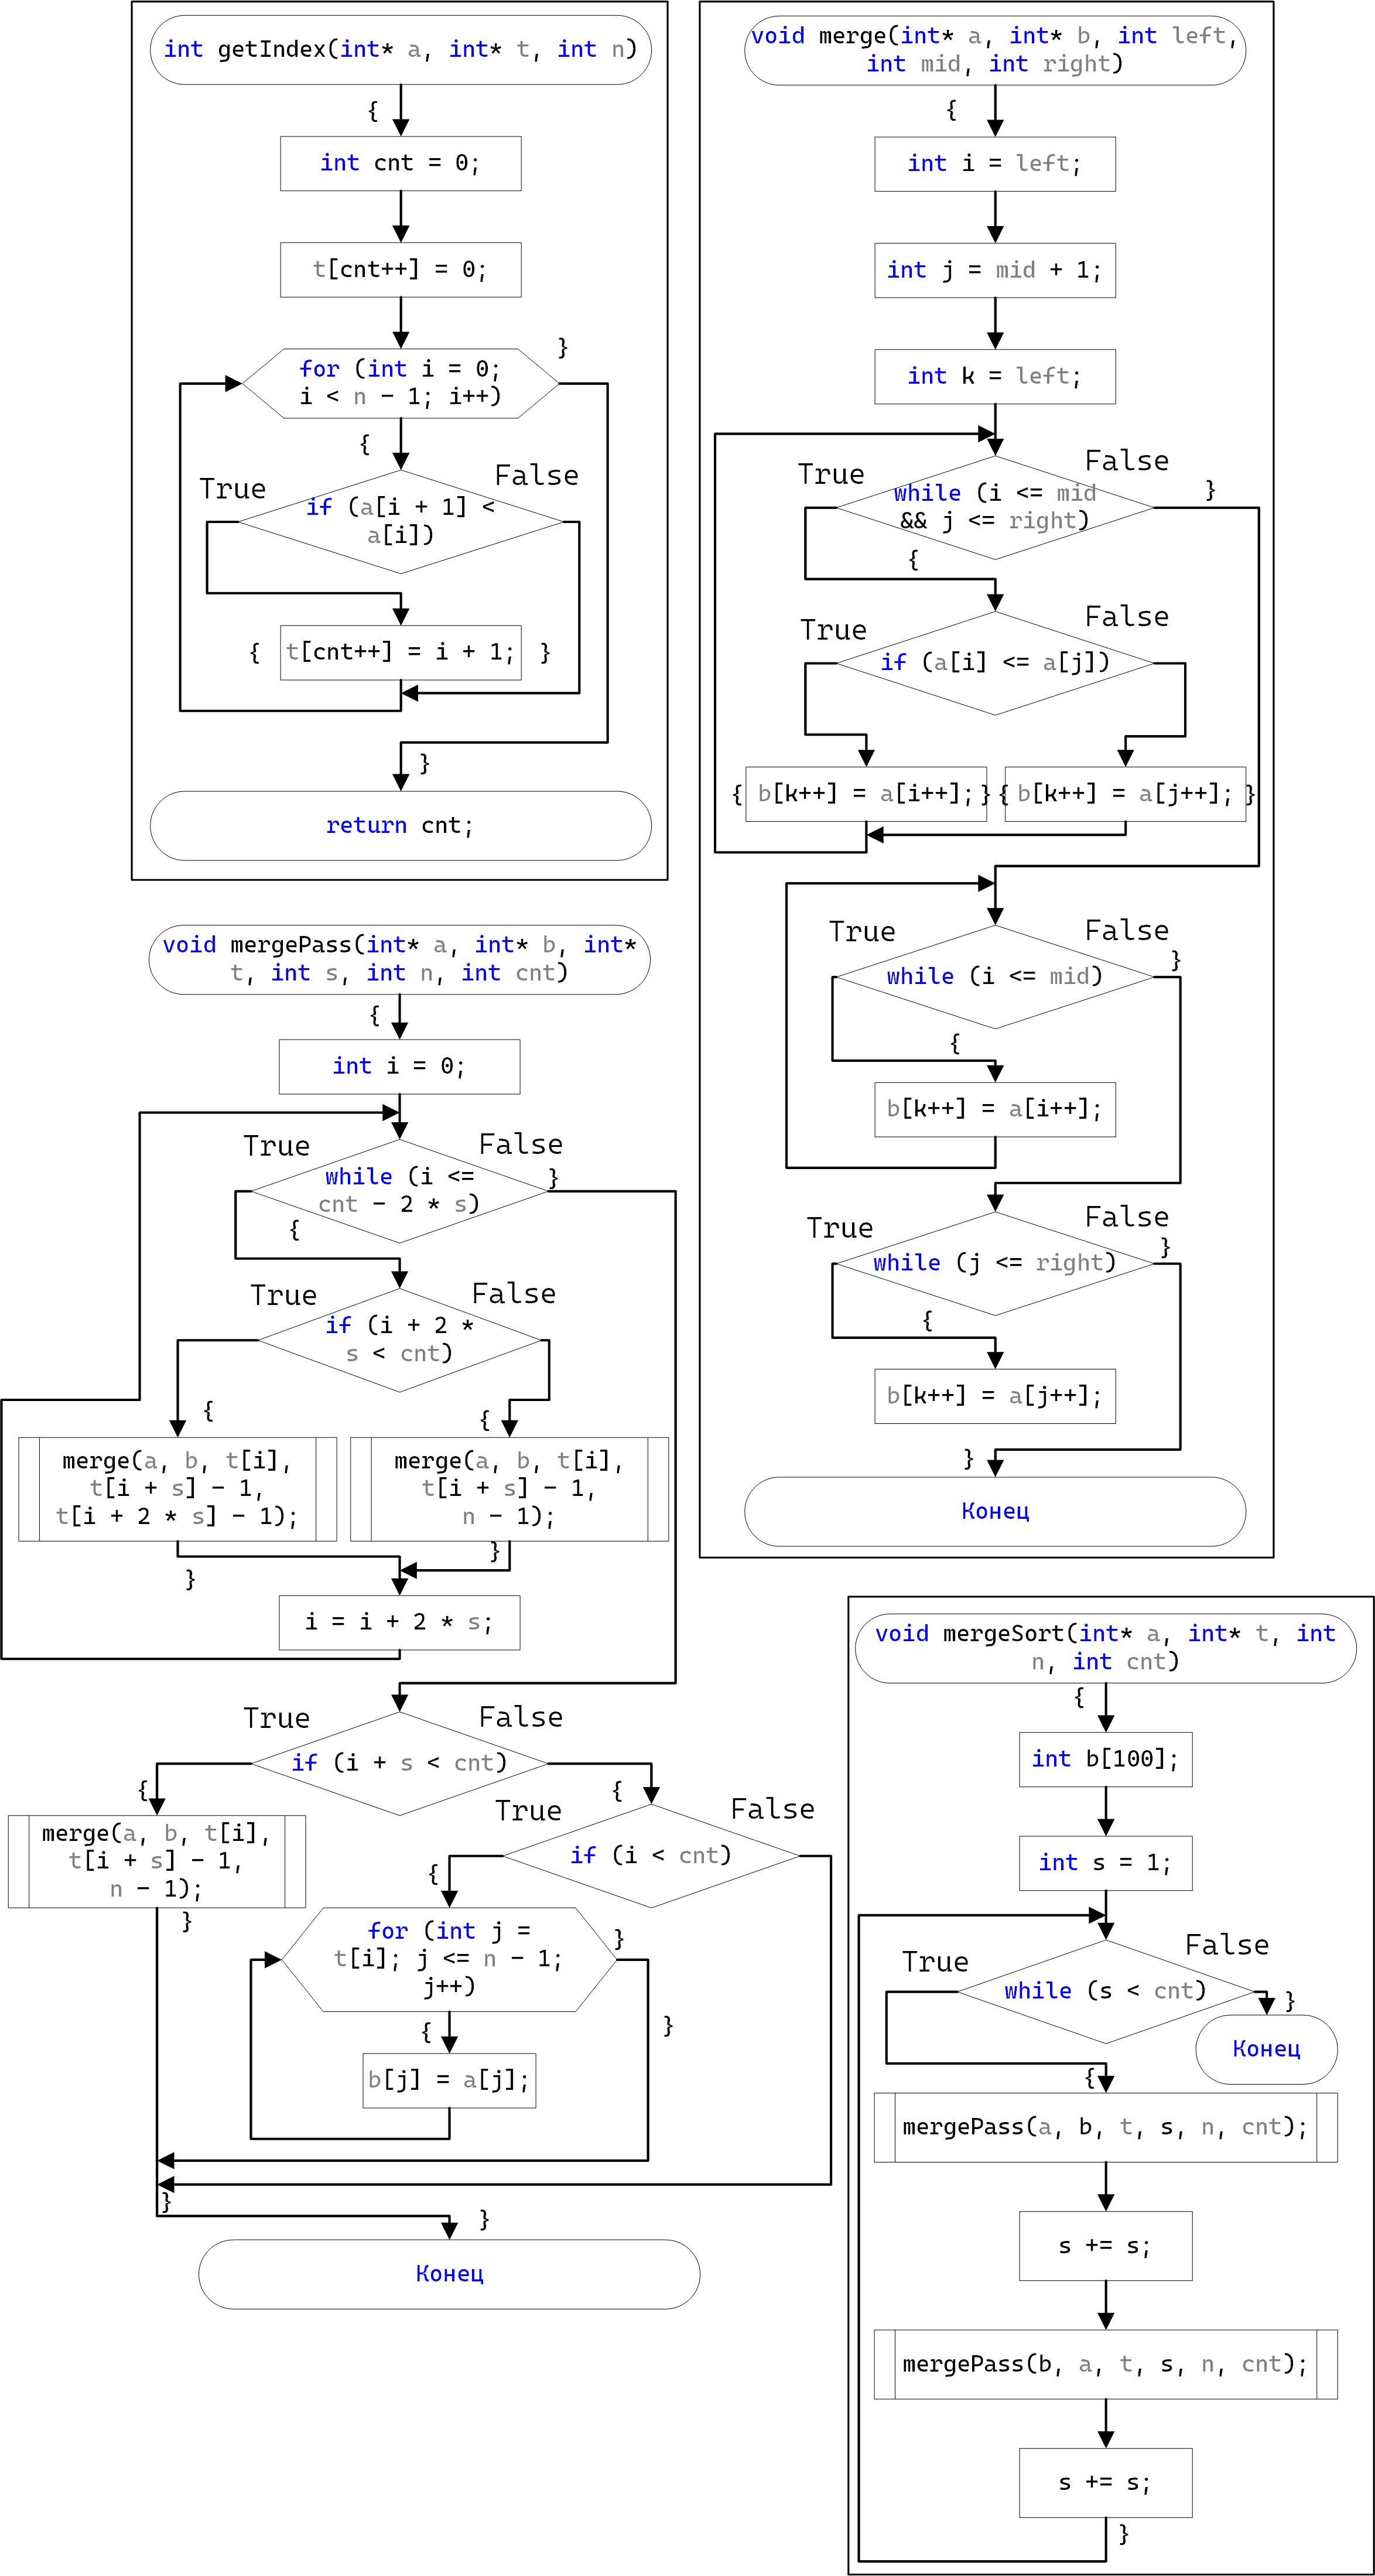 int getIndex(int* a, int* t, int n)
{
int cnt = 0;
t[cnt++] = 0;
}
for (int i = 0;
i < n - 1; i++)
{
True
False
if (a[i + 1] <
a[i])
{
t[cnt++] = i + 1;
}
}
return cnt;
void merge(int* a, int* b, int left,
int mid, int right)
{
int i = left;
int j = mid + 1;
int k = left;
True
False
while (i <= mid
&& j <= right)
}
{
True
False
if (a[i] <= a[j])
{
b[k++] = a[i++];
}
{
b[k++] = a[j++];
}
True
False
}
while (i <= mid)
{
b[k++] = a[i++];
True
False
}
while (j <= right)
{
b[k++] = a[j++];
}
Конец
void mergePass(int* a, int* b, int*
t, int s, int n, int cnt)
{
int i = 0;
True
False
while (i <=
cnt - 2 * s)
}
{
True
False
if (i + 2 *
s < cnt)
{
{
merge(a, b, t[i],
t[i + s] - 1,
t[i + 2 * s] - 1);
merge(a, b, t[i],
t[i + s] - 1,
n - 1);
}
}
i = i + 2 * s;
True
False
if (i + s < cnt)
{
{
merge(a, b, t[i],
t[i + s] - 1,
n - 1);
}
True
False
if (i < cnt)
{
for (int j =
t[i]; j <= n - 1;
j++)
}
{
}
b[j] = a[j];
}
}
Конец
void mergeSort(int* a, int* t, int
n, int cnt)
{
int b[100];
int s = 1;
True
False
while (s < cnt)
}
Конец
{
mergePass(a, b, t, s, n, cnt);
s += s;
mergePass(b, a, t, s, n, cnt);
s += s;
}